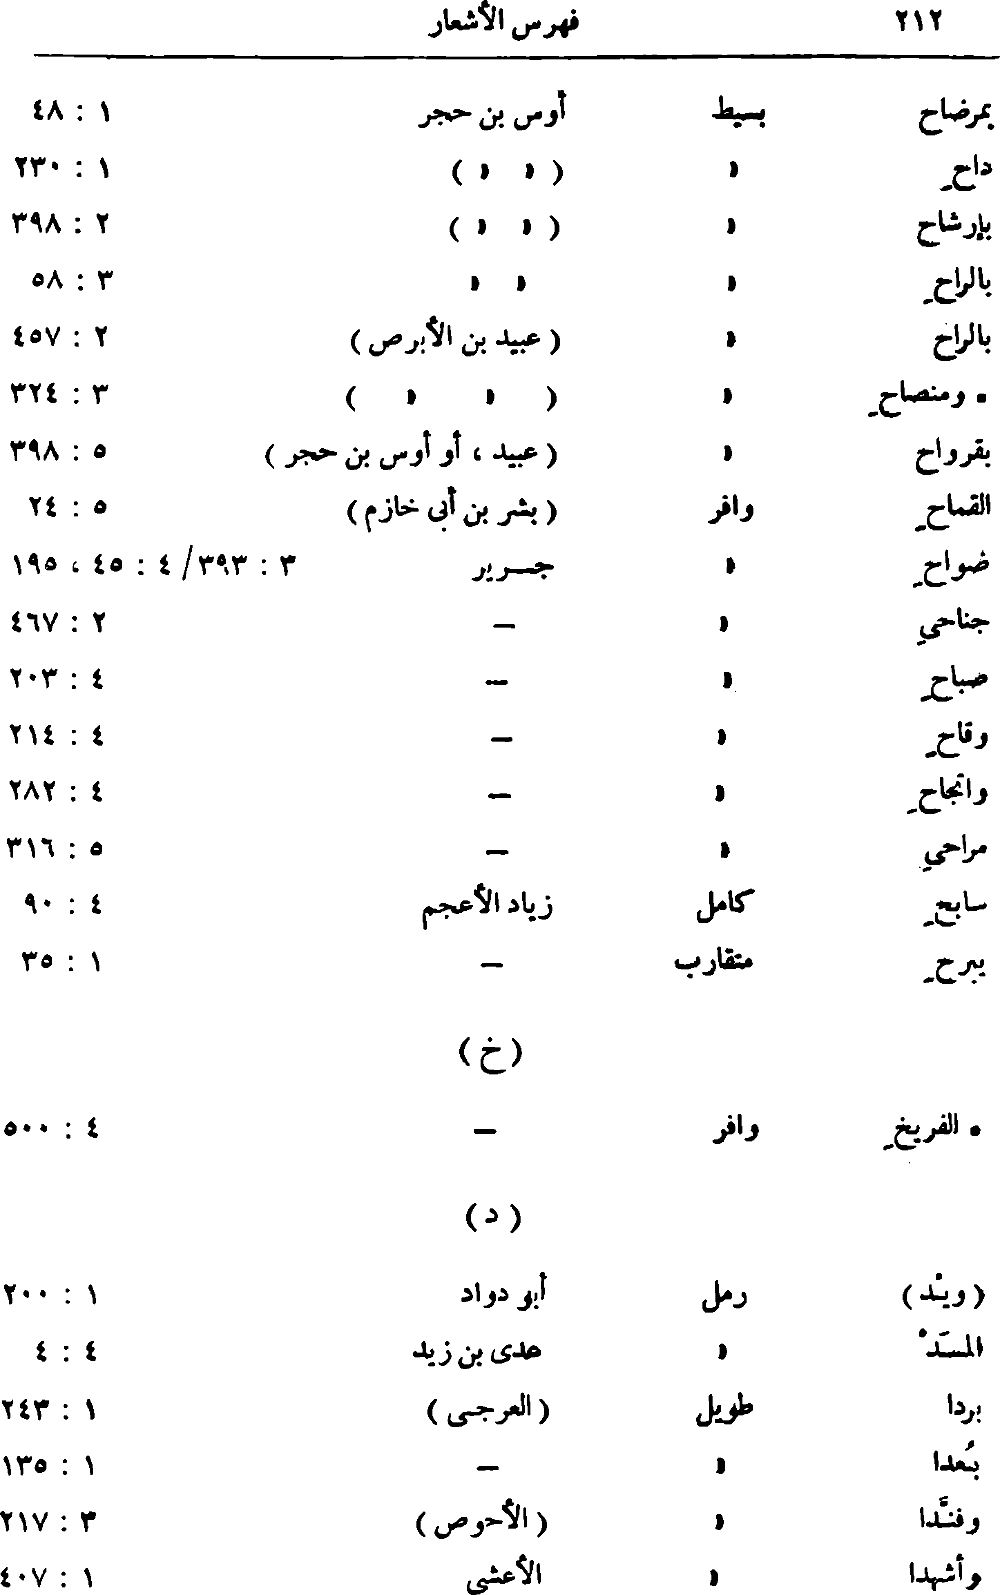 ٢١٢ فهرس الأشعار
بمرضاح بسيط أوس بن حجر ١ : ٤٨
داحِ » ( » » ) ١ : ٢٣٠
بإرشاح » ( » » ) ٢ : ٣٩٨
بالراحِ » » » ٣ : ٥٨
بالراح » ( عبيد بن الأبرص ) ٢ : ٤٥٧
• ومنصاحِ » ( » » ) ٣ : ٣٢٤
بقرواح » ( عبيد ، أو أوس بن حجر ) ٥ : ٣٩٨
القماحِ وافر ( بشر بن أبى خازم ) ٥ : ٢٤
ضواحِ » جرير ٣ : ٣٩٣ / ٤ : ٤٥ ، ١٩٥
جناحي » — ٢ : ٤٦٧
صباحِ » — ٤ : ٢٠٣
وقاحِ » — ٤ : ٢١٤
وانجاحِ » — ٤ : ٢٨٢
مراحي » — ٥ : ٣١٦
سابحِ كامل زياد الأعجم ٤ : ٩٠
يبرحِ متقارب — ١ : ٣٥
( خ )
• الفريخِ وافر — ٤ : ٥٠٠
( د )
( ويْد ) رمل أبو دواد ١ : ٢٠٠
المسَدْ » عدى بن زيد ٤ : ٤
بردا طويل ( العرجى ) ١ : ٢٤٣
بُعدا » — ١ : ١٣٥
وفنَّدا » ( الأحوص ) ٣ : ٢١٧
وأشهدا » الأعشى ١ : ٤٠٧